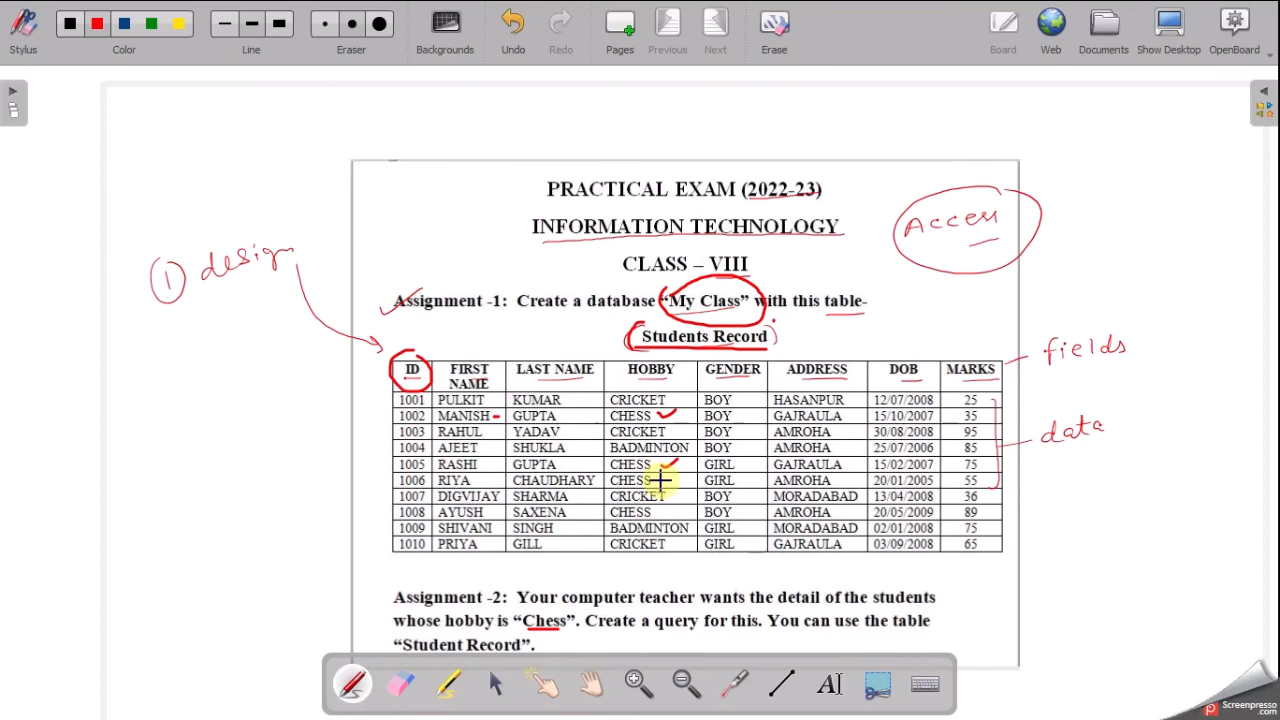 Stylus
Color
Line
Eraser
Backgrounds
Undo
Redo
Pages
Previous
Next
Erase
Board
Web
Documents
Show Desktop
OpenBoard
PRACTICAL EXAM (2022-23)
INFORMATION TECHNOLOGY
CLASS – VIII
Access
① design
Assignment -1: Create a database “My Class” with this table-
Students Record
ID FIRST NAME LAST NAME HOBBY GENDER ADDRESS DOB MARKS
1001 PULKIT KUMAR CRICKET BOY HASANPUR 12/07/2008 25
1002 MANISH GUPTA CHESS BOY GAJRAULA 15/10/2007 35
1003 RAHUL YADAV CRICKET BOY AMROHA 30/08/2008 95
1004 AJEET SHUKLA BADMINTON BOY AMROHA 25/07/2006 85
1005 RASHI GUPTA CHESS GIRL GAJRAULA 15/02/2007 75
1006 RIYA CHAUDHARY CHESS GIRL AMROHA 20/01/2005 55
1007 DIGVIJAY SHARMA CRICKET BOY MORADABAD 13/04/2008 36
1008 AYUSH SAXENA CHESS BOY AMROHA 20/05/2009 89
1009 SHIVANI SINGH BADMINTON GIRL MORADABAD 02/01/2008 75
1010 PRIYA GILL CRICKET GIRL GAJRAULA 03/09/2008 65
fields
data
Assignment -2: Your computer teacher wants the detail of the students
whose hobby is “Chess”. Create a query for this. You can use the table
“Student Record”.
Screenpresso
.com